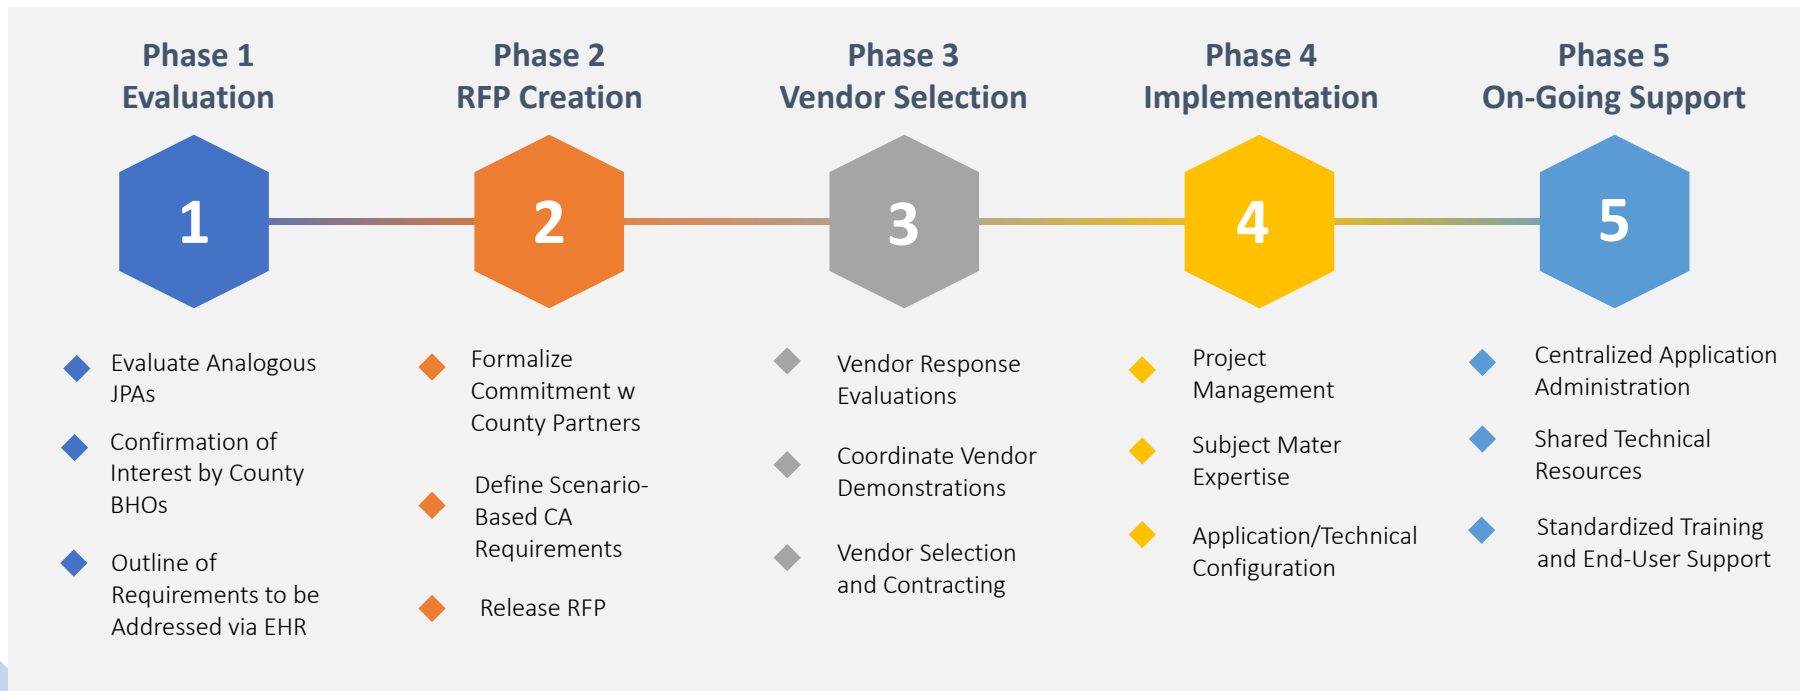 Phase 1
Evaluation
1
Evaluate Analogous
JPAs
Confirmation of
Interest by County
BHOs
Outline of
Requirements to be
Addressed via EHR
Phase 2
RFP Creation
2
Formalize
Commitment w
County Partners
Define Scenario-
Based CA
Requirements
Release RFP
Phase 3
Vendor Selection
3
Vendor Response
Evaluations
Coordinate Vendor
Demonstrations
Vendor Selection
and Contracting
Phase 4
Implementation
4
Project
Management
Subject Mater
Expertise
Application/Technical
Configuration
Phase 5
On-Going Support
5
Centralized Application
Administration
Shared Technical
Resources
Standardized Training
and End-User Support